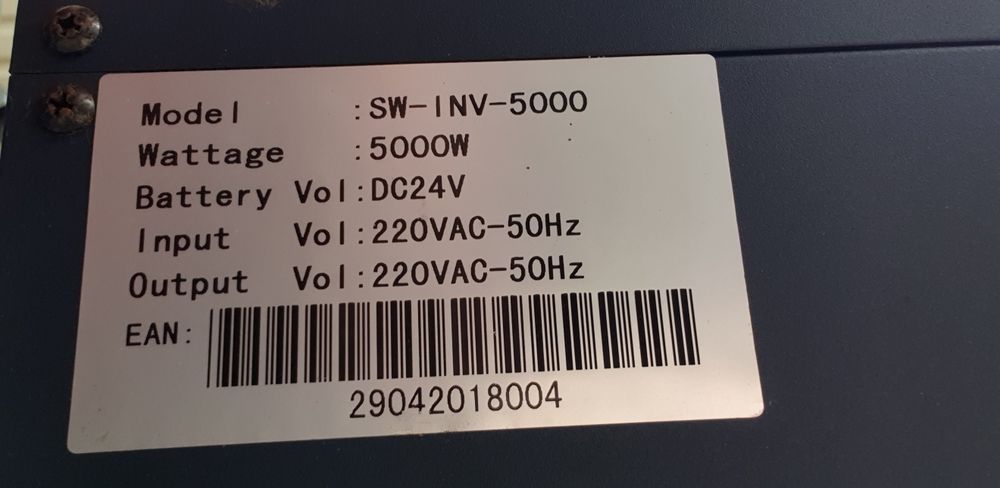 Model :SW-INV-5000
Wattage :5000W
Battery Vol:DC24V
Input Vol:220VAC-50Hz
Output Vol:220VAC-50Hz
EAN:
29042018004